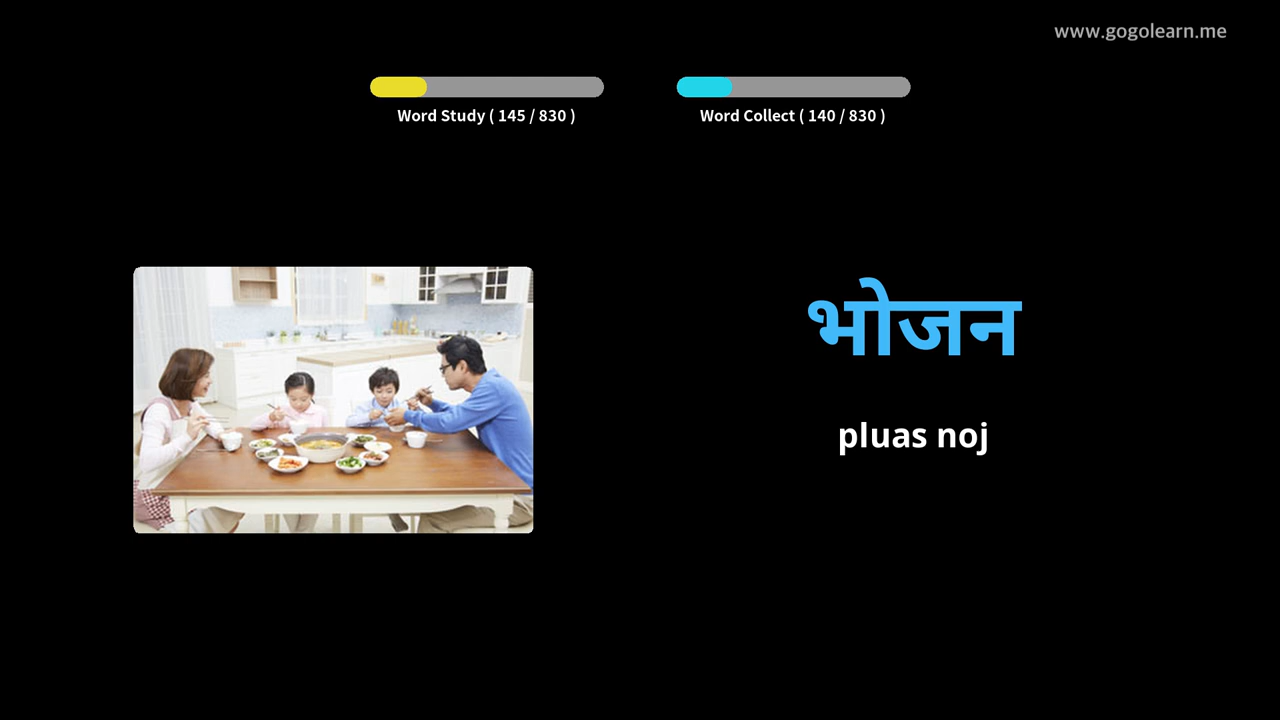 www.gogolearn.me
Word Study ( 145 / 830 )
Word Collect ( 140 / 830 )
भोजन
pluas noj